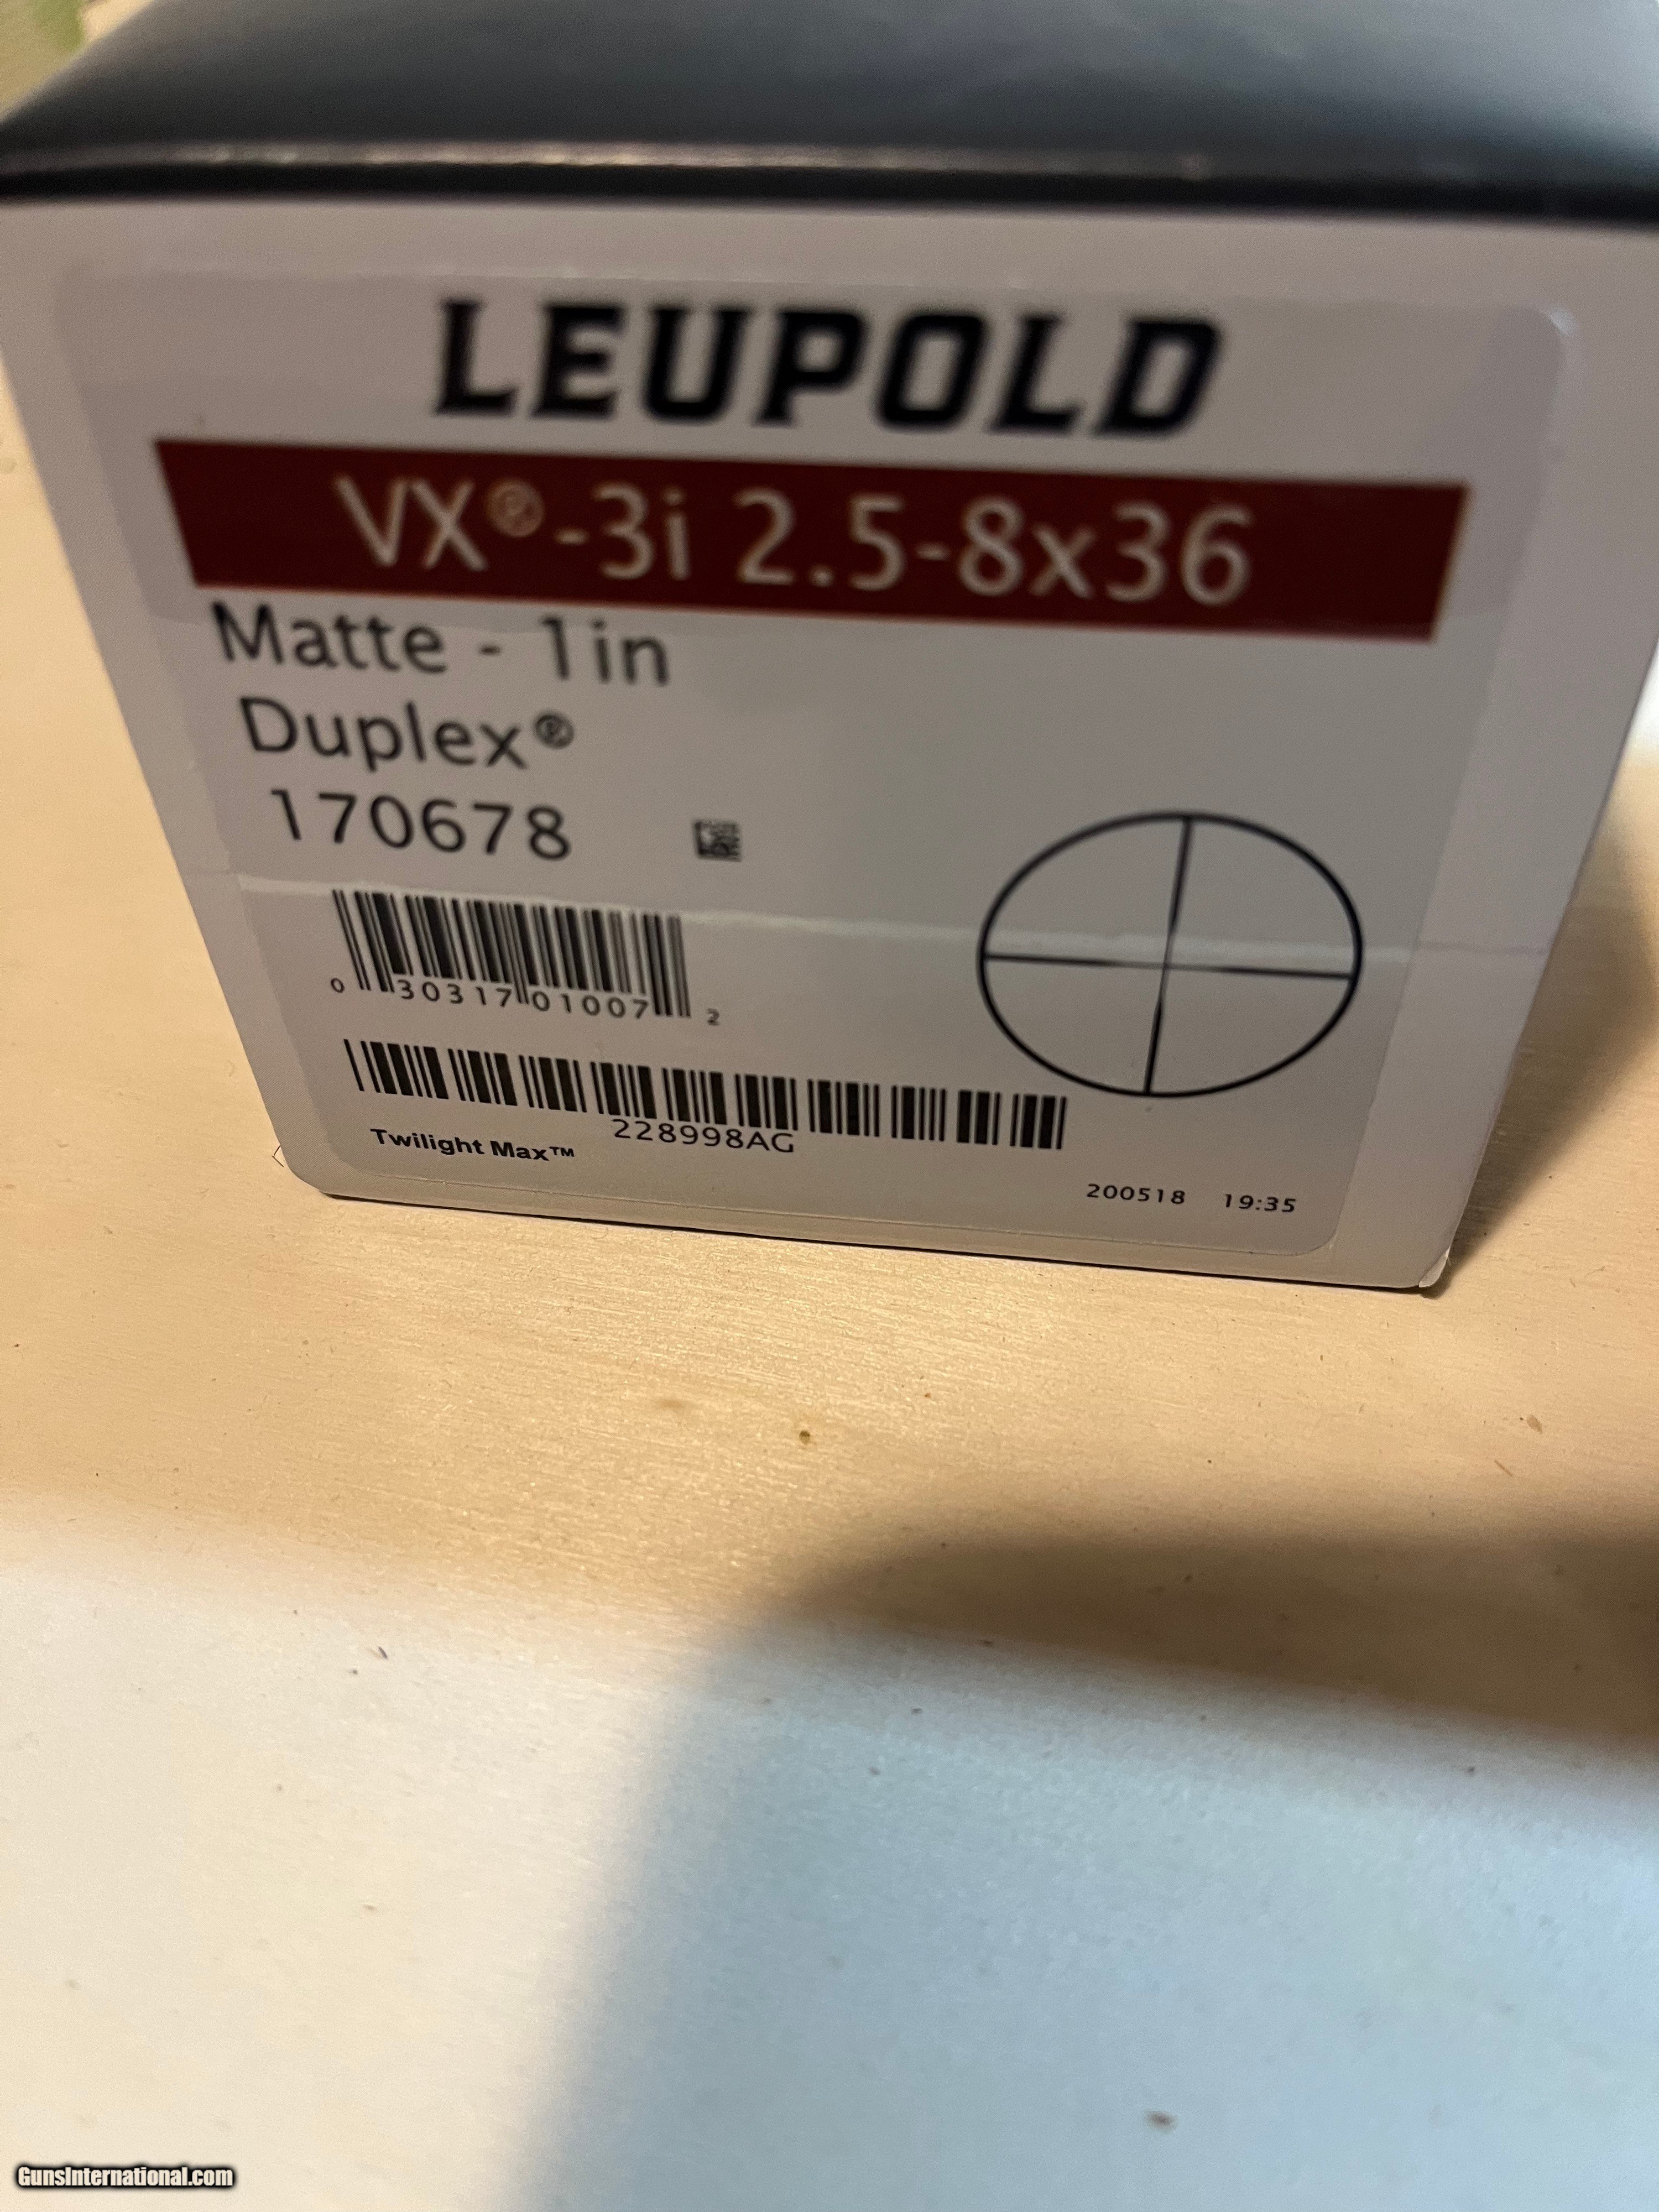 LEUPOLD
VX®-3i 2.5-8x36
Matte - 1in
Duplex®
170678
0 30317 01007 2
228998AG
Twilight Max™
200518 19:35
GunsInternational.com